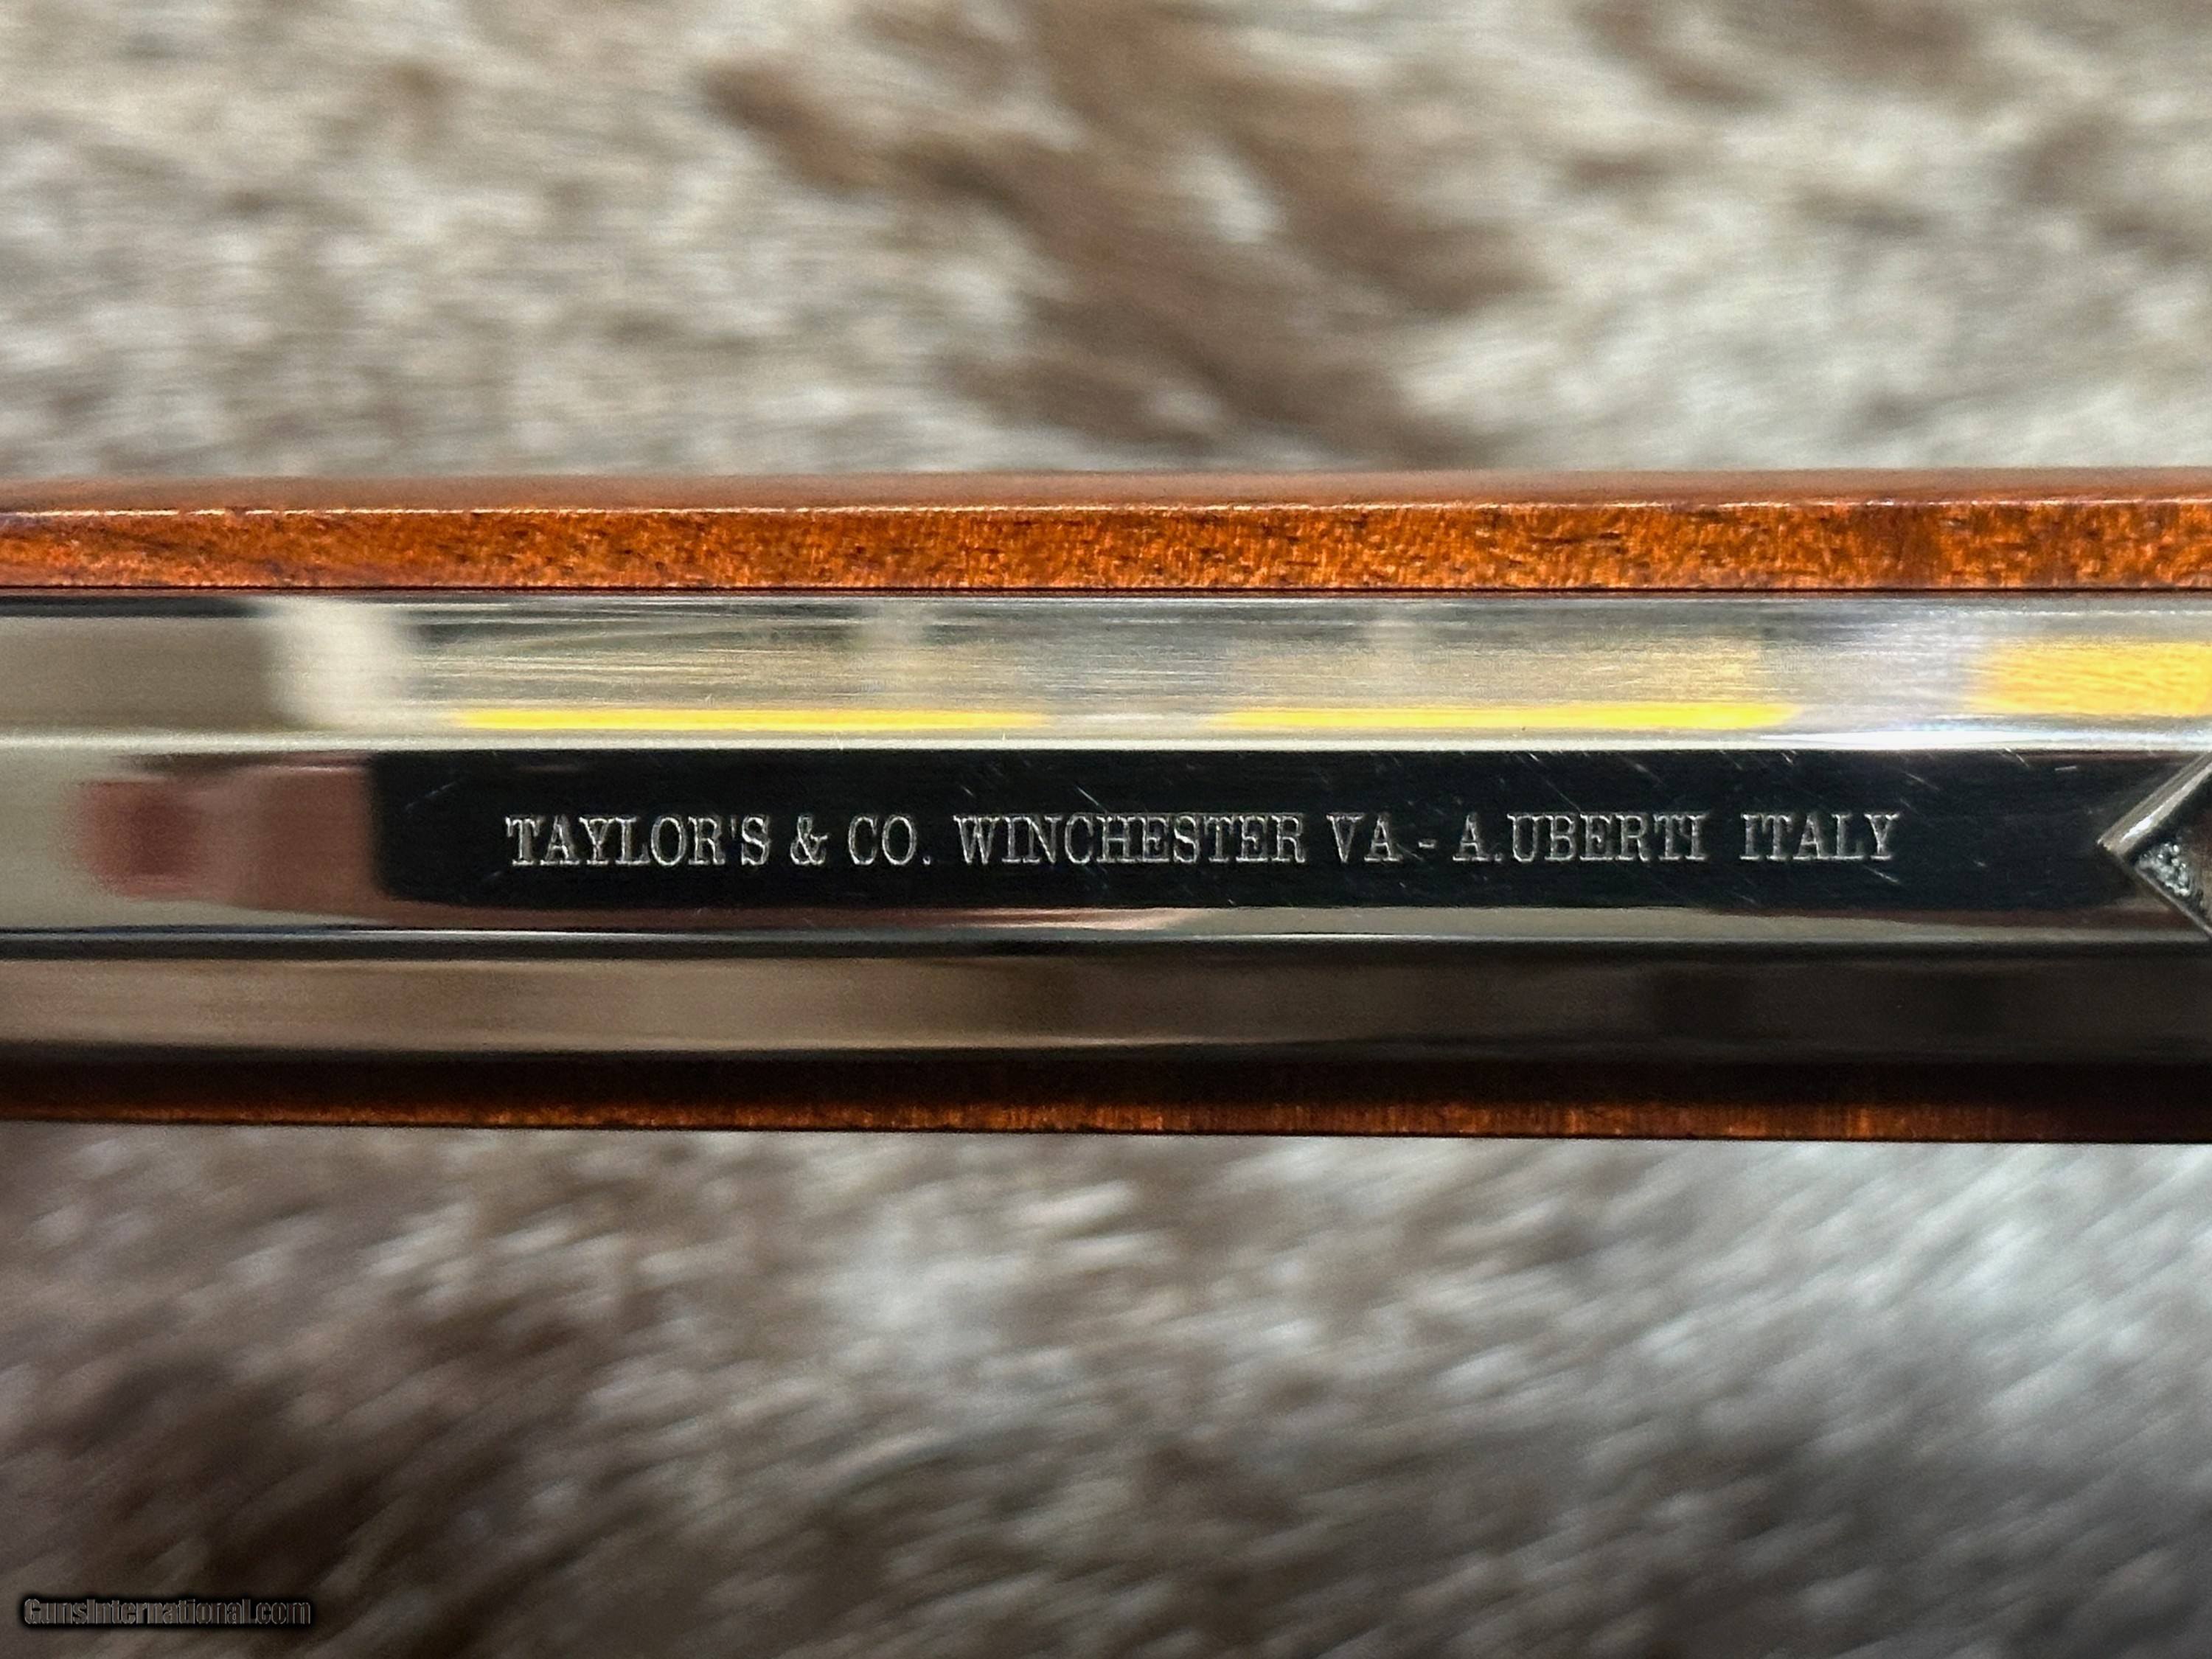 TAYLOR'S & CO. WINCHESTER VA - A.UBERTI ITALY
GunsInternational.com